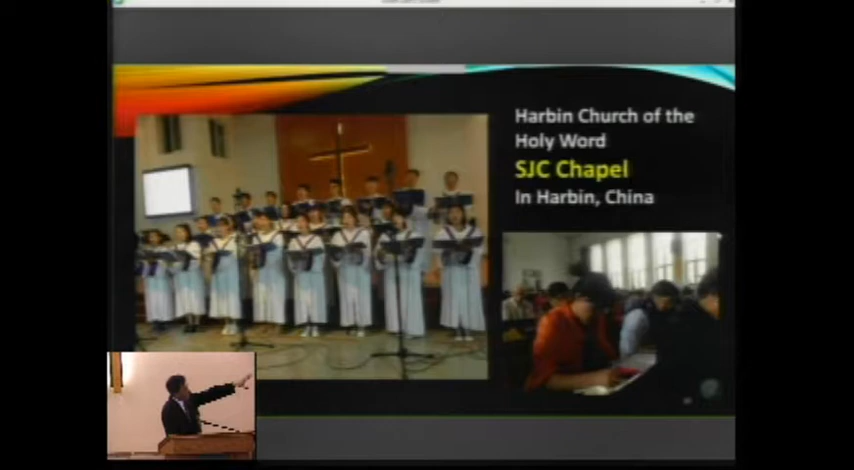 Harbin Church of the
Holy Word
SJC Chapel
In Harbin, China